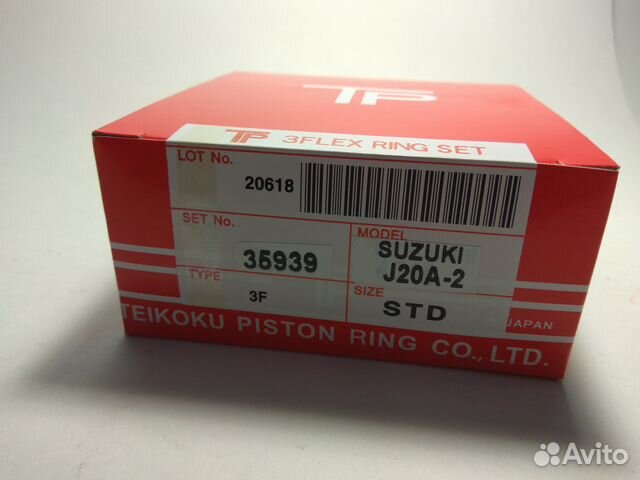 TP
TP 3FLEX RING SET
LOT No.
20618
SET No.
35939
MODEL
SUZUKI
J20A-2
TYPE
3F
SIZE
STD
JAPAN
TEIKOKU PISTON RING CO., LTD.
Avito